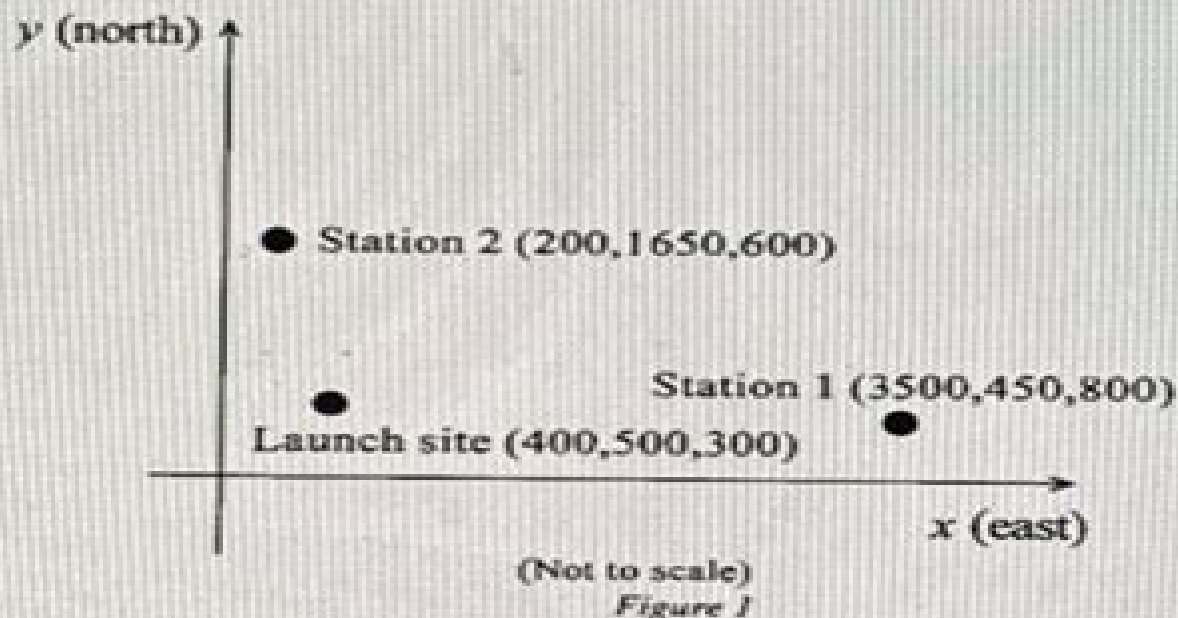 y (north)
Station 2 (200,1650,600)
Station 1 (3500,450,800)
Launch site (400,500,300)
x (east)
(Not to scale)
Figure 1